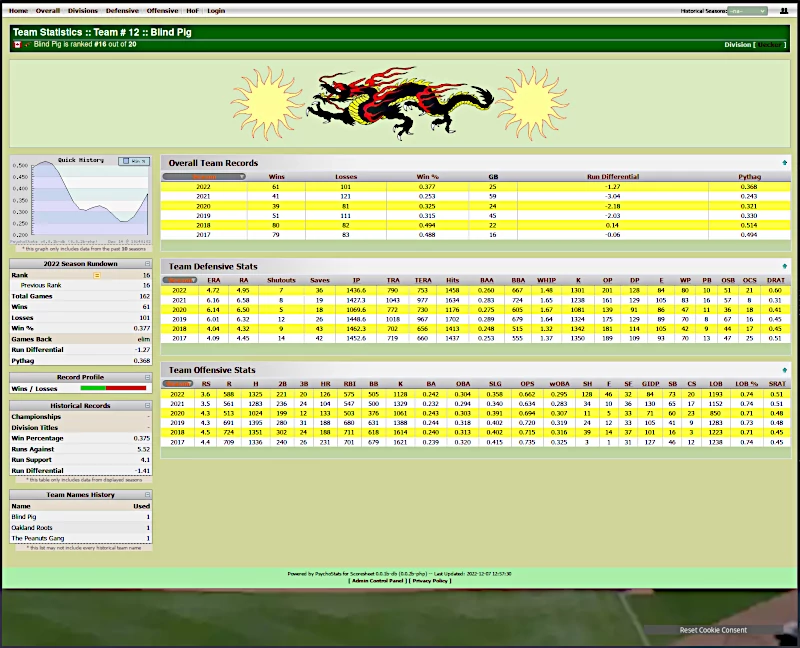 Home Overall Divisions Defensive Offensive HoF Login Historical Seasons:
Team Statistics :: Team # 12 :: Blind Pig
Blind Pig is ranked #16 out of 20
Division [ Uecker ]
Quick History
Win %
0.500
0.450
0.400
0.350
0.300
0.250
0.200
* this graph only includes data from the past 10 seasons
2022 Season Rundown
Rank 16
Previous Rank 16
Total Games 162
Wins 61
Losses 101
Win % 0.377
Games Back elim
Run Differential -1.27
Pythag 0.368
Record Profile
Wins / Losses
Historical Records
Championships -
Division Titles -
Win Percentage 0.375
Runs Against 5.52
Run Support 4.1
Run Differential -1.41
* this table only includes data from displayed seasons
Team Names History
Name Used
Blind Pig 1
Oakland Roots 1
The Peanuts Gang 1
* this list may not include every historical team name
Overall Team Records
Season Wins Losses Win % GB Run Differential Pythag
2022 61 101 0.377 25 -1.27 0.368
2021 41 121 0.253 59 -3.04 0.243
2020 39 81 0.325 24 -2.18 0.321
2019 51 111 0.315 45 -2.03 0.330
2018 80 82 0.494 22 0.14 0.514
2017 79 83 0.488 16 -0.06 0.494
Team Defensive Stats
Season ERA RA Shutouts Saves IP TRA TERA Hits BAA BBA WHIP K OP DP E WP PB OSB OCS DRAT
2022 4.72 4.95 7 36 1436.6 790 753 1458 0.260 667 1.48 1301 201 128 84 80 10 51 21 0.60
2021 6.16 6.58 8 19 1427.3 1043 977 1634 0.283 724 1.65 1238 161 129 105 83 16 57 8 0.31
2020 6.14 6.50 5 18 1069.6 772 730 1176 0.275 606 1.67 1081 139 91 86 47 11 36 18 0.41
2019 6.01 6.32 12 26 1448.6 1018 967 1702 0.289 679 1.64 1323 175 129 89 70 8 67 16 0.25
2018 4.04 4.32 9 43 1462.3 702 656 1413 0.248 515 1.32 1342 181 114 105 42 9 44 17 0.45
2017 4.09 4.45 14 42 1452.6 719 660 1437 0.253 555 1.37 1350 189 109 93 70 13 47 25 0.51
Team Offensive Stats
Season RS R H 2B 3B HR RBI BB K BA OBA SLG OPS wOBA SH F SF GIDP SB CS LOB LOB % SRAT
2022 3.6 588 1325 221 20 126 575 505 1128 0.242 0.304 0.358 0.662 0.295 128 46 32 84 73 20 1193 0.74 0.51
2021 3.5 561 1283 236 24 104 547 500 1329 0.232 0.294 0.340 0.634 0.283 34 10 36 130 65 17 1152 0.74 0.51
2020 4.3 513 1024 199 12 133 503 376 1061 0.243 0.303 0.391 0.694 0.307 11 5 33 71 60 23 850 0.71 0.48
2019 4.3 691 1395 280 31 188 680 631 1388 0.244 0.318 0.402 0.720 0.319 24 12 33 105 41 9 1283 0.73 0.48
2018 4.5 724 1351 302 24 188 711 618 1614 0.240 0.313 0.402 0.715 0.316 39 14 37 101 16 3 1223 0.71 0.45
2017 4.4 709 1336 240 26 231 701 679 1621 0.239 0.320 0.415 0.735 0.325 3 1 31 127 46 12 1238 0.74 0.45
Powered by PsychoStats for Scoresheet 0.0.1b-db (0.0.2b-php) -- Last Updated: 2022-12-07 12:57:30
[ Admin Control Panel ] [ Privacy Policy ]
Reset Cookie Consent